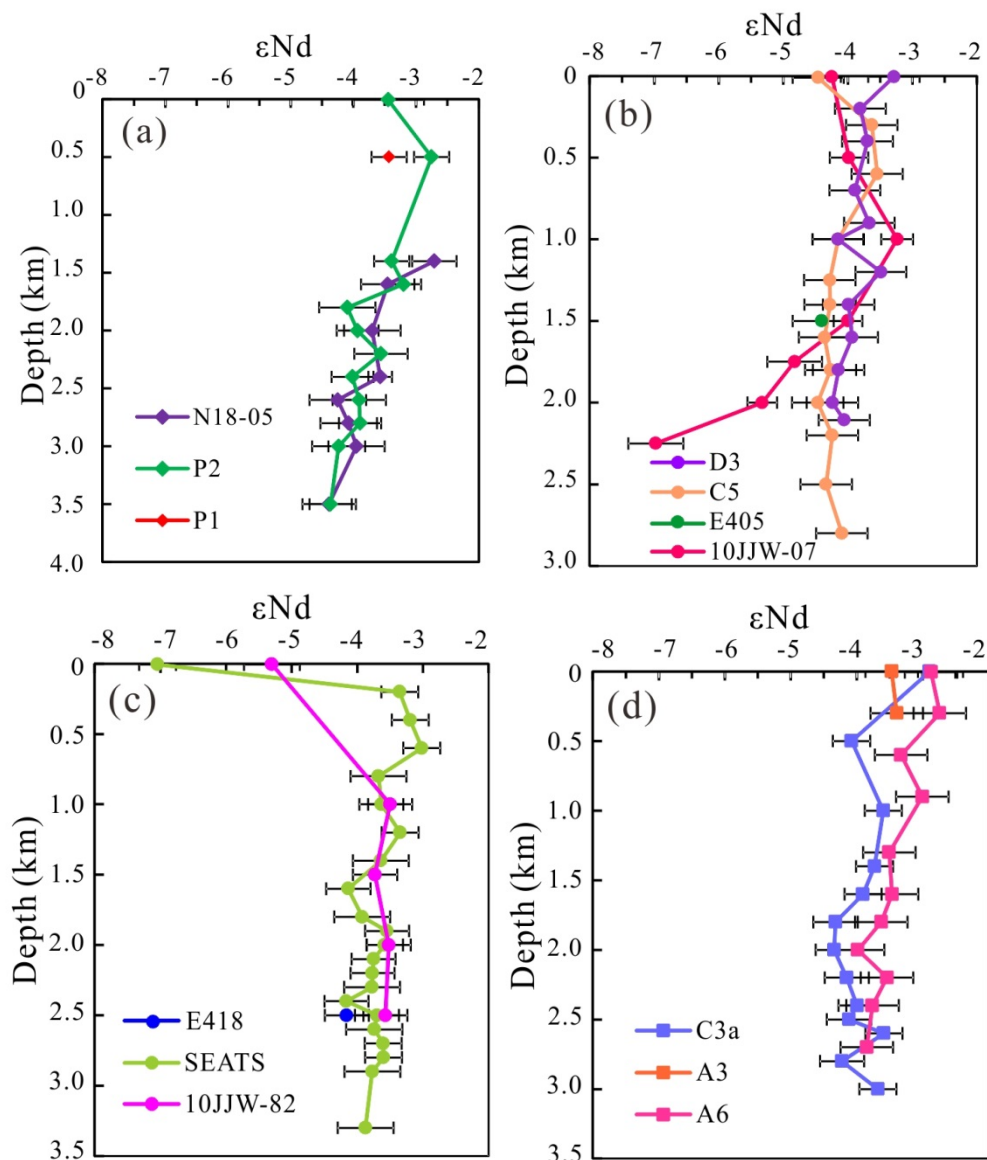 εNd
-8 -7 -6 -5 -4 -3 -2
(a)
0
0.5
1.0
1.5
2.0
2.5
3.0
3.5
4.0
Depth (km)
N18-05
P2
P1
εNd
-8 -7 -6 -5 -4 -3 -2
(b)
0
0.5
1.0
1.5
2.0
2.5
3.0
Depth (km)
D3
C5
E405
10JJW-07
εNd
-8 -7 -6 -5 -4 -3 -2
(c)
0
0.5
1.0
1.5
2.0
2.5
3.0
3.5
Depth (km)
E418
SEATS
10JJW-82
εNd
-8 -7 -6 -5 -4 -3 -2
(d)
0
0.5
1.0
1.5
2.0
2.5
3.0
3.5
Depth (km)
C3a
A3
A6